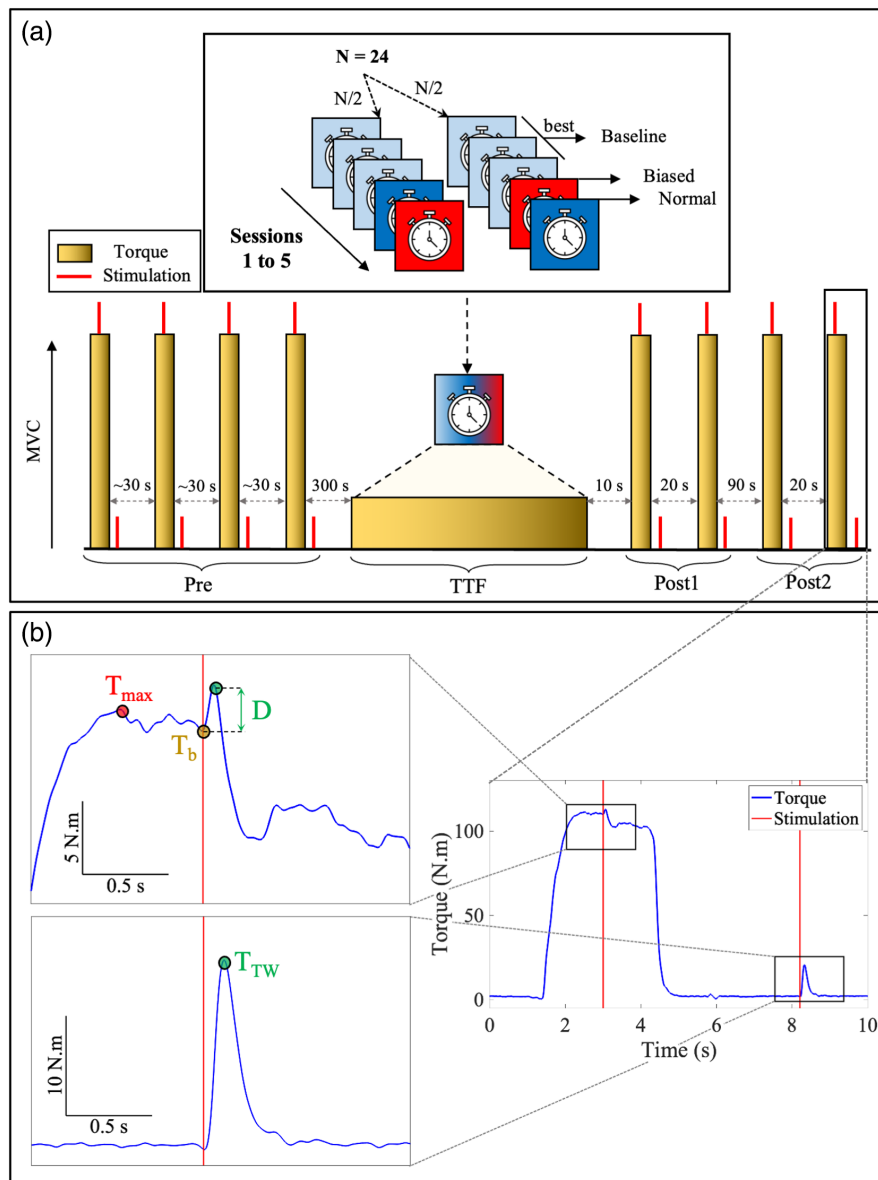 (a)
N = 24
N/2
N/2
best
Baseline
Biased
Normal
Sessions
1 to 5
Torque
Stimulation
MVC
~30 s
~30 s
~30 s
300 s
10 s
20 s
90 s
20 s
Pre
TTF
Post1
Post2
(b)
Tmax
Tb
D
5 N.m
0.5 s
TTW
10 N.m
0.5 s
Torque
Stimulation
Torque (N.m)
100
50
0
0
2
4
6
8
10
Time (s)